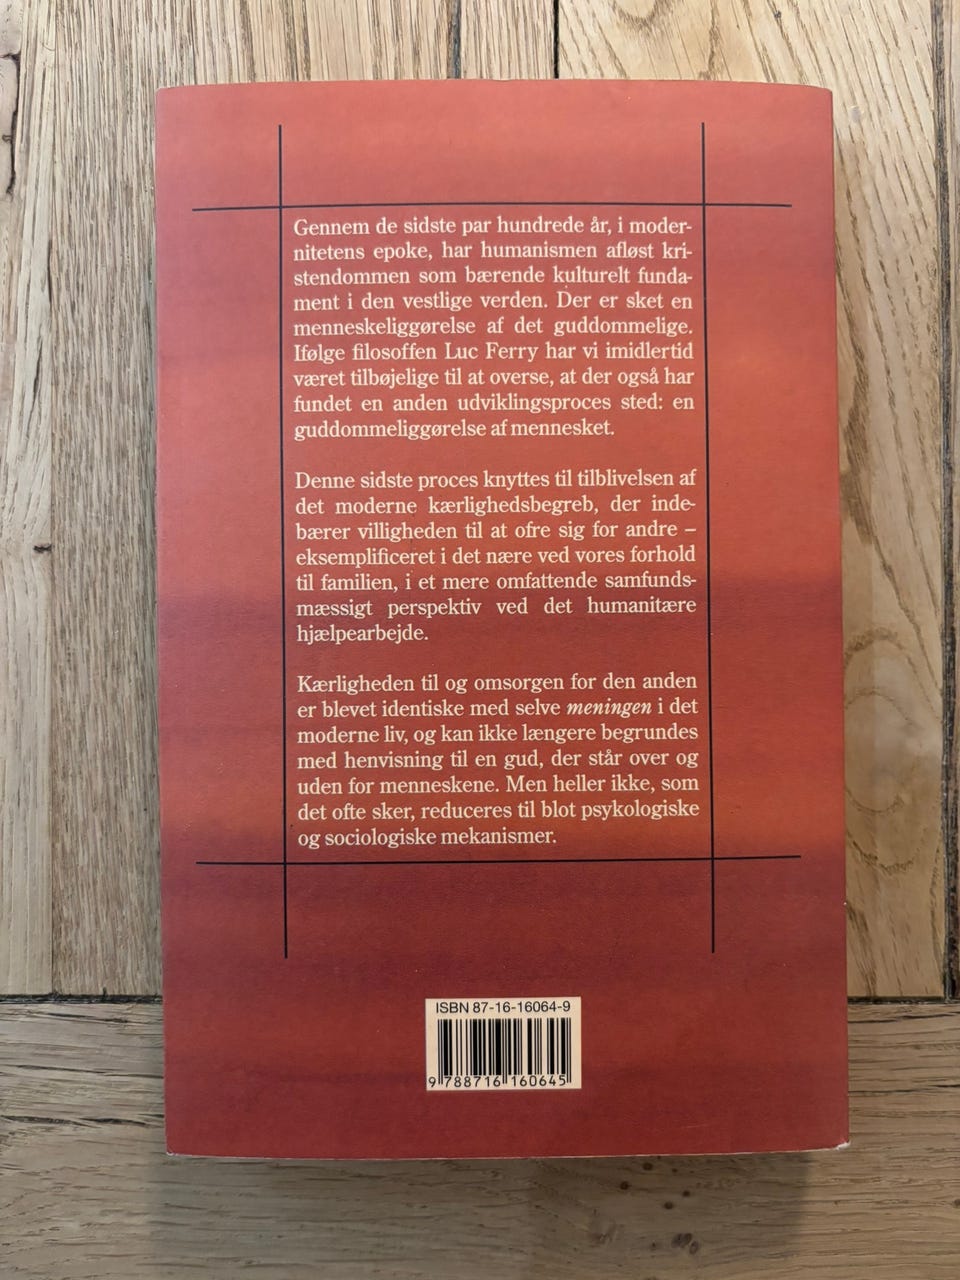 Gennem de sidste par hundrede år, i moder-
nitetens epoke, har humanismen afløst kri-
stendommen som bærende kulturelt funda-
ment i den vestlige verden. Der er sket en
menneskeliggørelse af det guddommelige.
Ifølge filosoffen Luc Ferry har vi imidlertid
været tilbøjelige til at overse, at der også har
fundet en anden udviklingsproces sted: en
guddommeliggørelse af mennesket.
Denne sidste proces knyttes til tilblivelsen af
det moderne kærlighedsbegreb, der inde-
bærer villigheden til at ofre sig for andre –
eksemplificeret i det nære ved vores forhold
til familien, i et mere omfattende samfunds-
mæssigt perspektiv ved det humanitære
hjælpearbejde.
Kærligheden til og omsorgen for den anden
er blevet identiske med selve meningen i det
moderne liv, og kan ikke længere begrundes
med henvisning til en gud, der står over og
uden for menneskene. Men heller ikke, som
det ofte sker, reduceres til blot psykologiske
og sociologiske mekanismer.
ISBN 87-16-16064-9
9 788716 160645